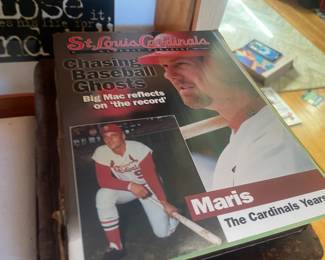 St. Louis Cardinals
Chasing
Baseball
Ghosts
Big Mac reflects
on 'the record'
Maris
The Cardinals Years